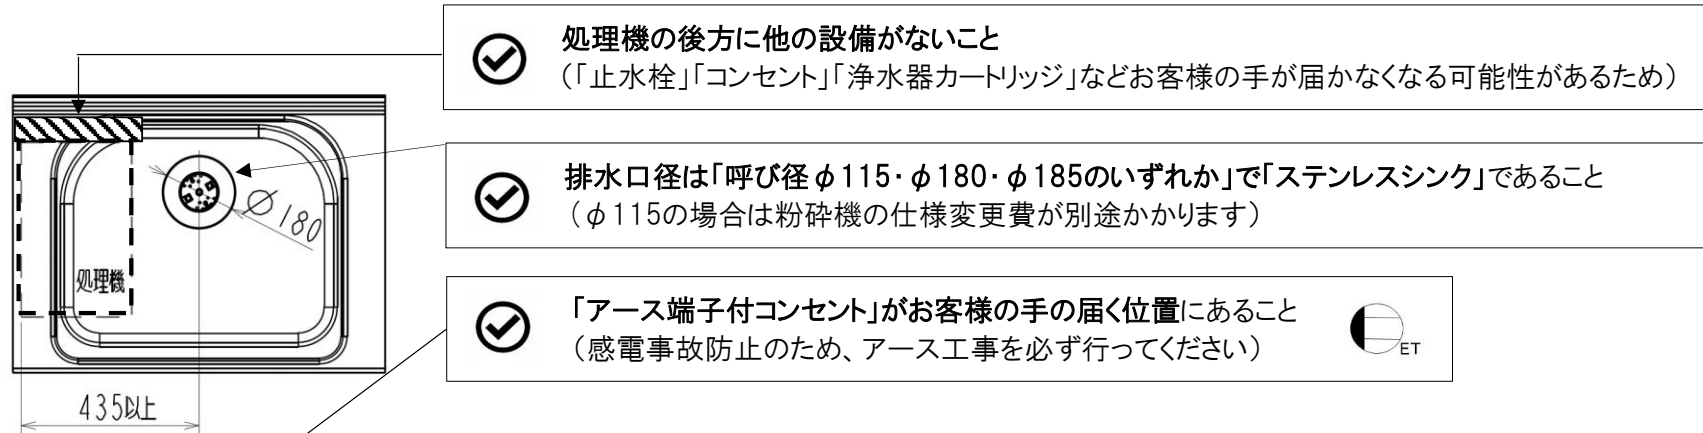 処理機の後方に他の設備がないこと
（「止水栓」「コンセント」「浄水器カートリッジ」などお客様の手が届かなくなる可能性があるため）
排水口径は「呼び径φ115・φ180・φ185のいずれか」で「ステンレスシンク」であること
（φ115の場合は粉砕機の仕様変更費が別途かかります）
∅180
処理機
「アース端子付コンセント」がお客様の手の届く位置にあること
（感電事故防止のため、アース工事を必ず行ってください）
ET
435以上